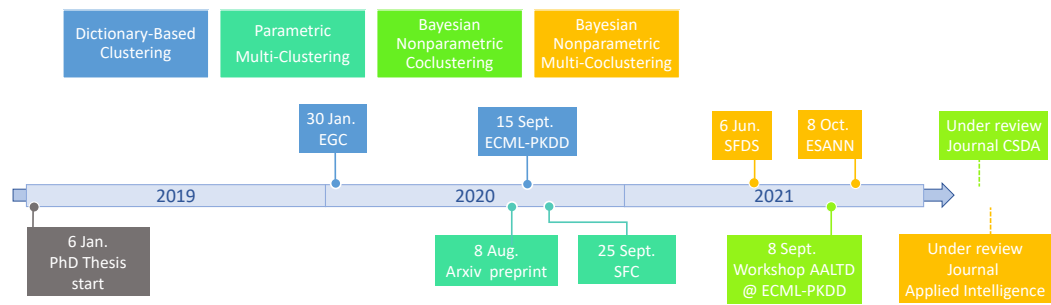 Dictionary-Based
Clustering
Parametric
Multi-Clustering
Bayesian
Nonparametric
Coclustering
Bayesian
Nonparametric
Multi-Coclustering
30 Jan.
EGC
15 Sept.
ECML-PKDD
6 Jun.
SFDS
8 Oct.
ESANN
Under review
Journal CSDA
2019
2020
2021
6 Jan.
PhD Thesis
start
8 Aug.
Arxiv preprint
25 Sept.
SFC
8 Sept.
Workshop AALTD
@ ECML-PKDD
Under review
Journal
Applied Intelligence